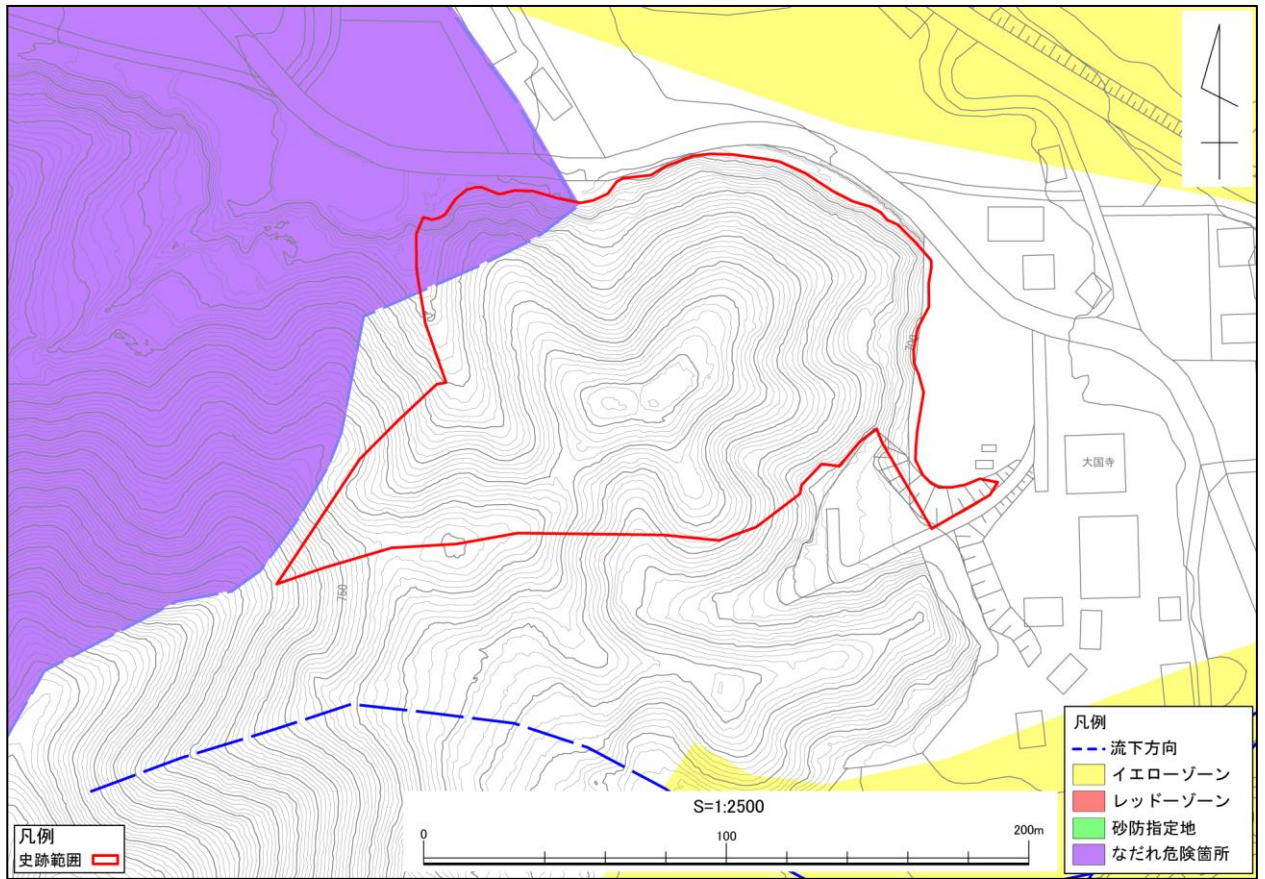 700
大国寺
750
凡例
史跡範囲
S=1:2500
0 100 200m
凡例
流下方向
イエローゾーン
レッドーゾーン
砂防指定地
なだれ危険箇所